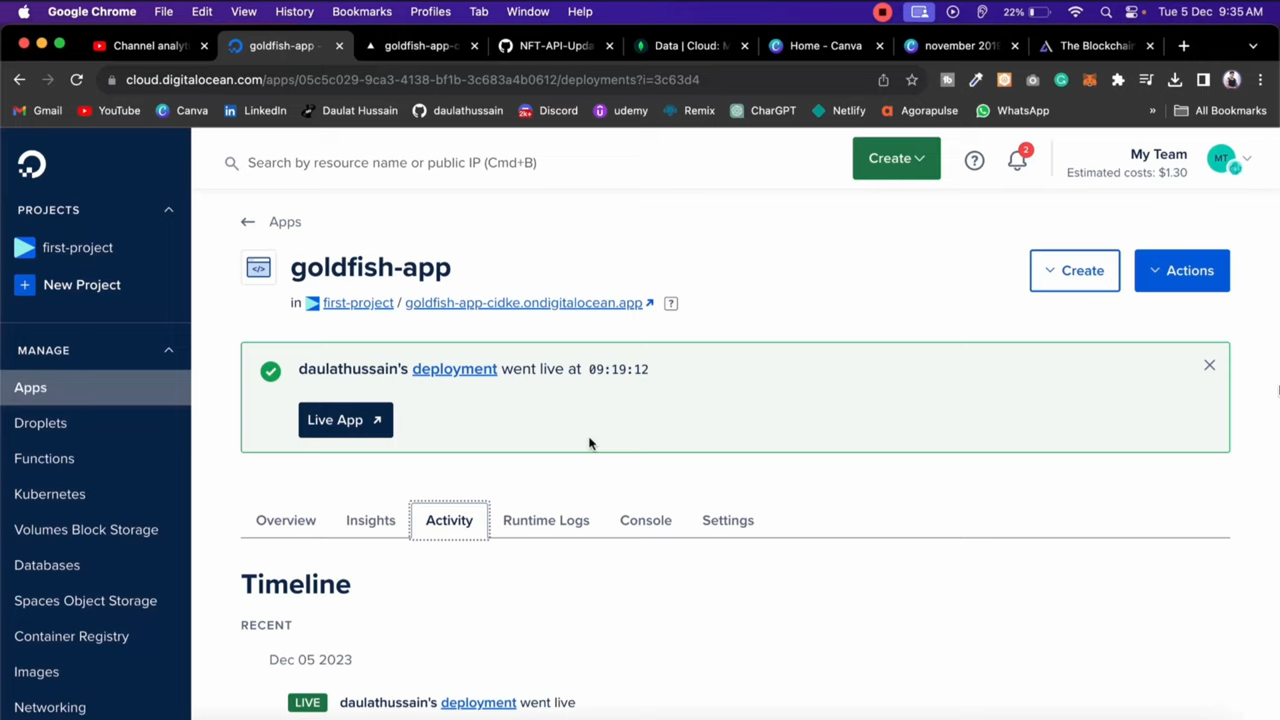 Google Chrome File Edit View History Bookmarks Profiles Tab Window Help 22% Tue 5 Dec 9:35 AM
Channel analyt goldfish-app - goldfish-app-c NFT-API-Upda Data | Cloud: M Home - Canva november 201 The Blockchain
cloud.digitalocean.com/apps/05c5c029-9ca3-4138-bf1b-3c683a4b0612/deployments?i=3c63d4
Gmail YouTube Canva LinkedIn Daulat Hussain daulathussain 2K+ Discord udemy Remix CharGPT Netlify Agorapulse WhatsApp » All Bookmarks
Search by resource name or public IP (Cmd+B)
Create
2
My Team
Estimated costs: $1.30
MT
PROJECTS
first-project
New Project
MANAGE
Apps
Droplets
Functions
Kubernetes
Volumes Block Storage
Databases
Spaces Object Storage
Container Registry
Images
Networking
Apps
goldfish-app
in first-project / goldfish-app-cidke.ondigitalocean.app ?
Create
Actions
daulathussain's deployment went live at 09:19:12
Live App
Overview Insights Activity Runtime Logs Console Settings
Timeline
RECENT
Dec 05 2023
LIVE daulathussain's deployment went live